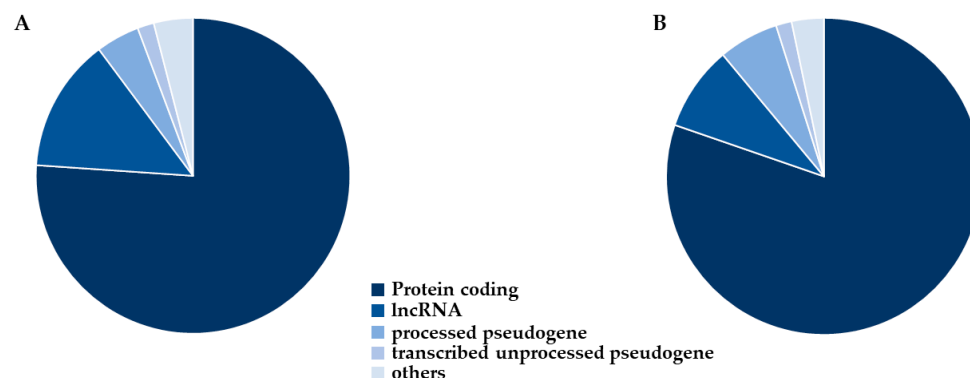 A
B
Protein coding
lncRNA
processed pseudogene
transcribed unprocessed pseudogene
others